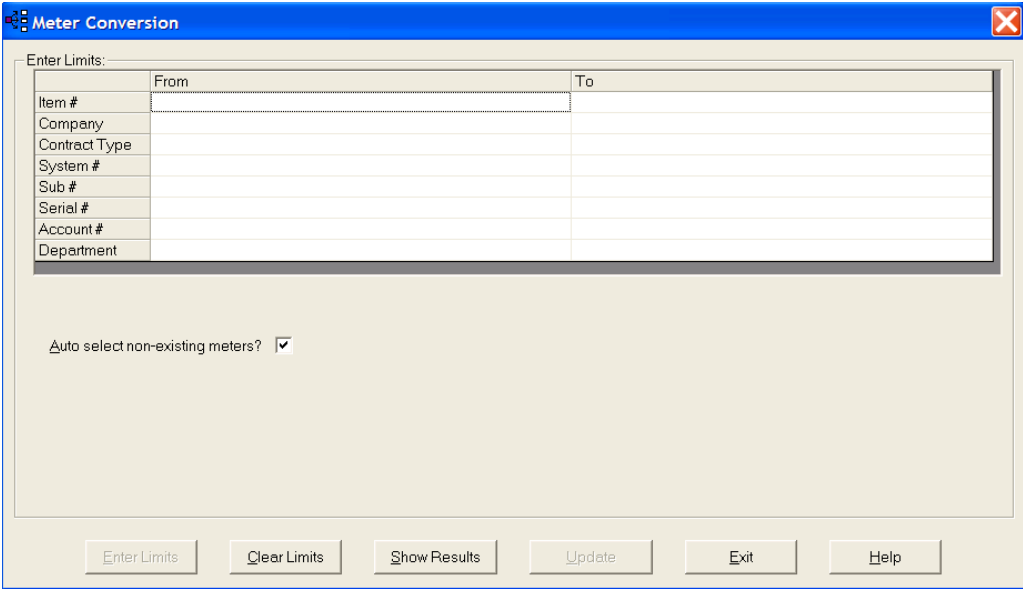 Meter Conversion
Enter Limits:
From To
Item #
Company
Contract Type
System #
Sub #
Serial #
Account #
Department
Auto select non-existing meters?
Enter Limits Clear Limits Show Results Update Exit Help